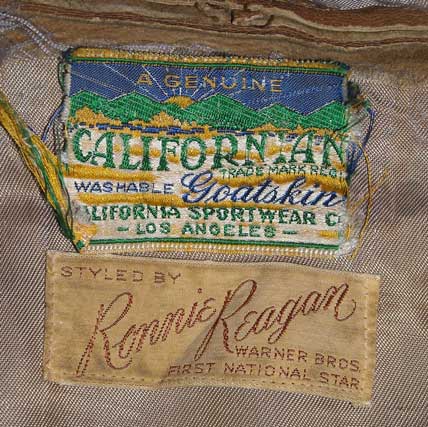 A GENUINE
CALIFORNIAN
TRADE MARK REG
WASHABLE Goatskin
CALIFORNIA SPORTWEAR C
- LOS ANGELES -
STYLED BY
Ronnie Reagan
WARNER BROS.
FIRST NATIONAL STAR